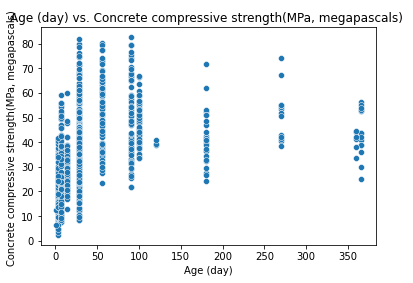 Age (day) vs. Concrete compressive strength(MPa, megapascals)
Concrete compressive strength(MPa, megapascals)
80
70
60
50
40
30
20
10
0
0 50 100 150 200 250 300 350
Age (day)